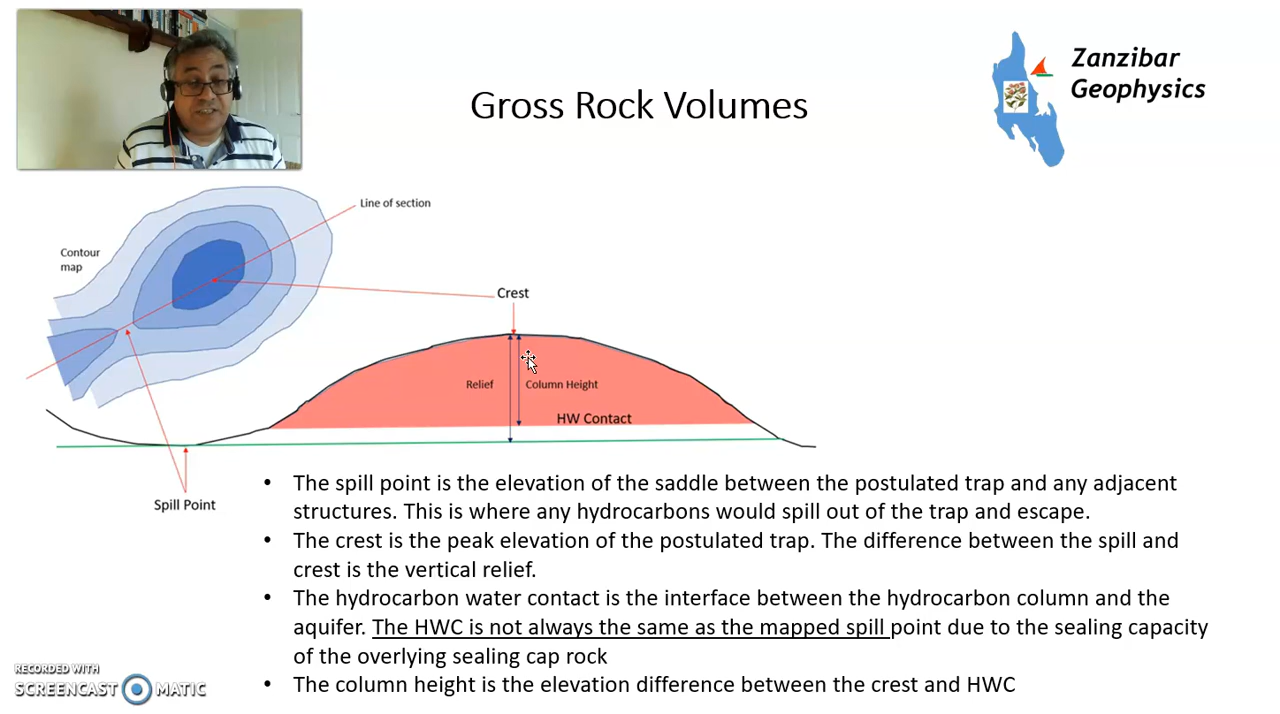 Zanzibar
Geophysics
Gross Rock Volumes
Line of section
Contour
map
Crest
Relief
Column Height
HW Contact
Spill Point
• The spill point is the elevation of the saddle between the postulated trap and any adjacent
structures. This is where any hydrocarbons would spill out of the trap and escape.
• The crest is the peak elevation of the postulated trap. The difference between the spill and
crest is the vertical relief.
• The hydrocarbon water contact is the interface between the hydrocarbon column and the
aquifer. The HWC is not always the same as the mapped spill point due to the sealing capacity
of the overlying sealing cap rock
• The column height is the elevation difference between the crest and HWC
RECORDED WITH
SCREENCAST MATIC